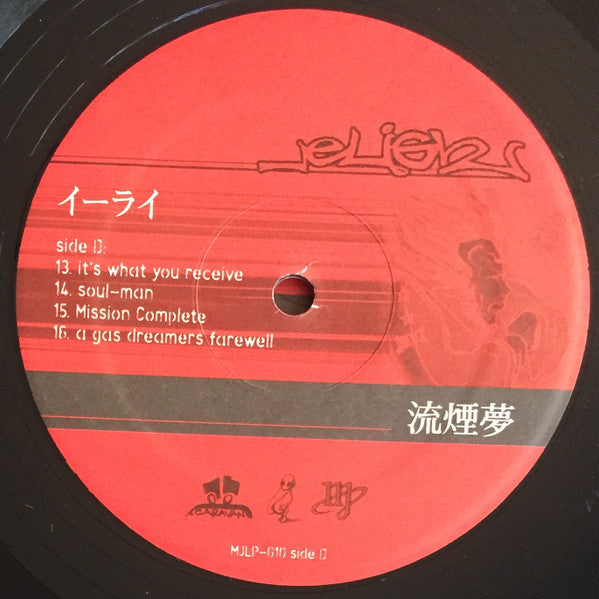 eligh
イーライ
side D:
13. it's what you receive
14. soul-man
15. Mission Complete
16. a gas dreamers farewell
流煙夢
CARAVAN
MJLP-010 side D